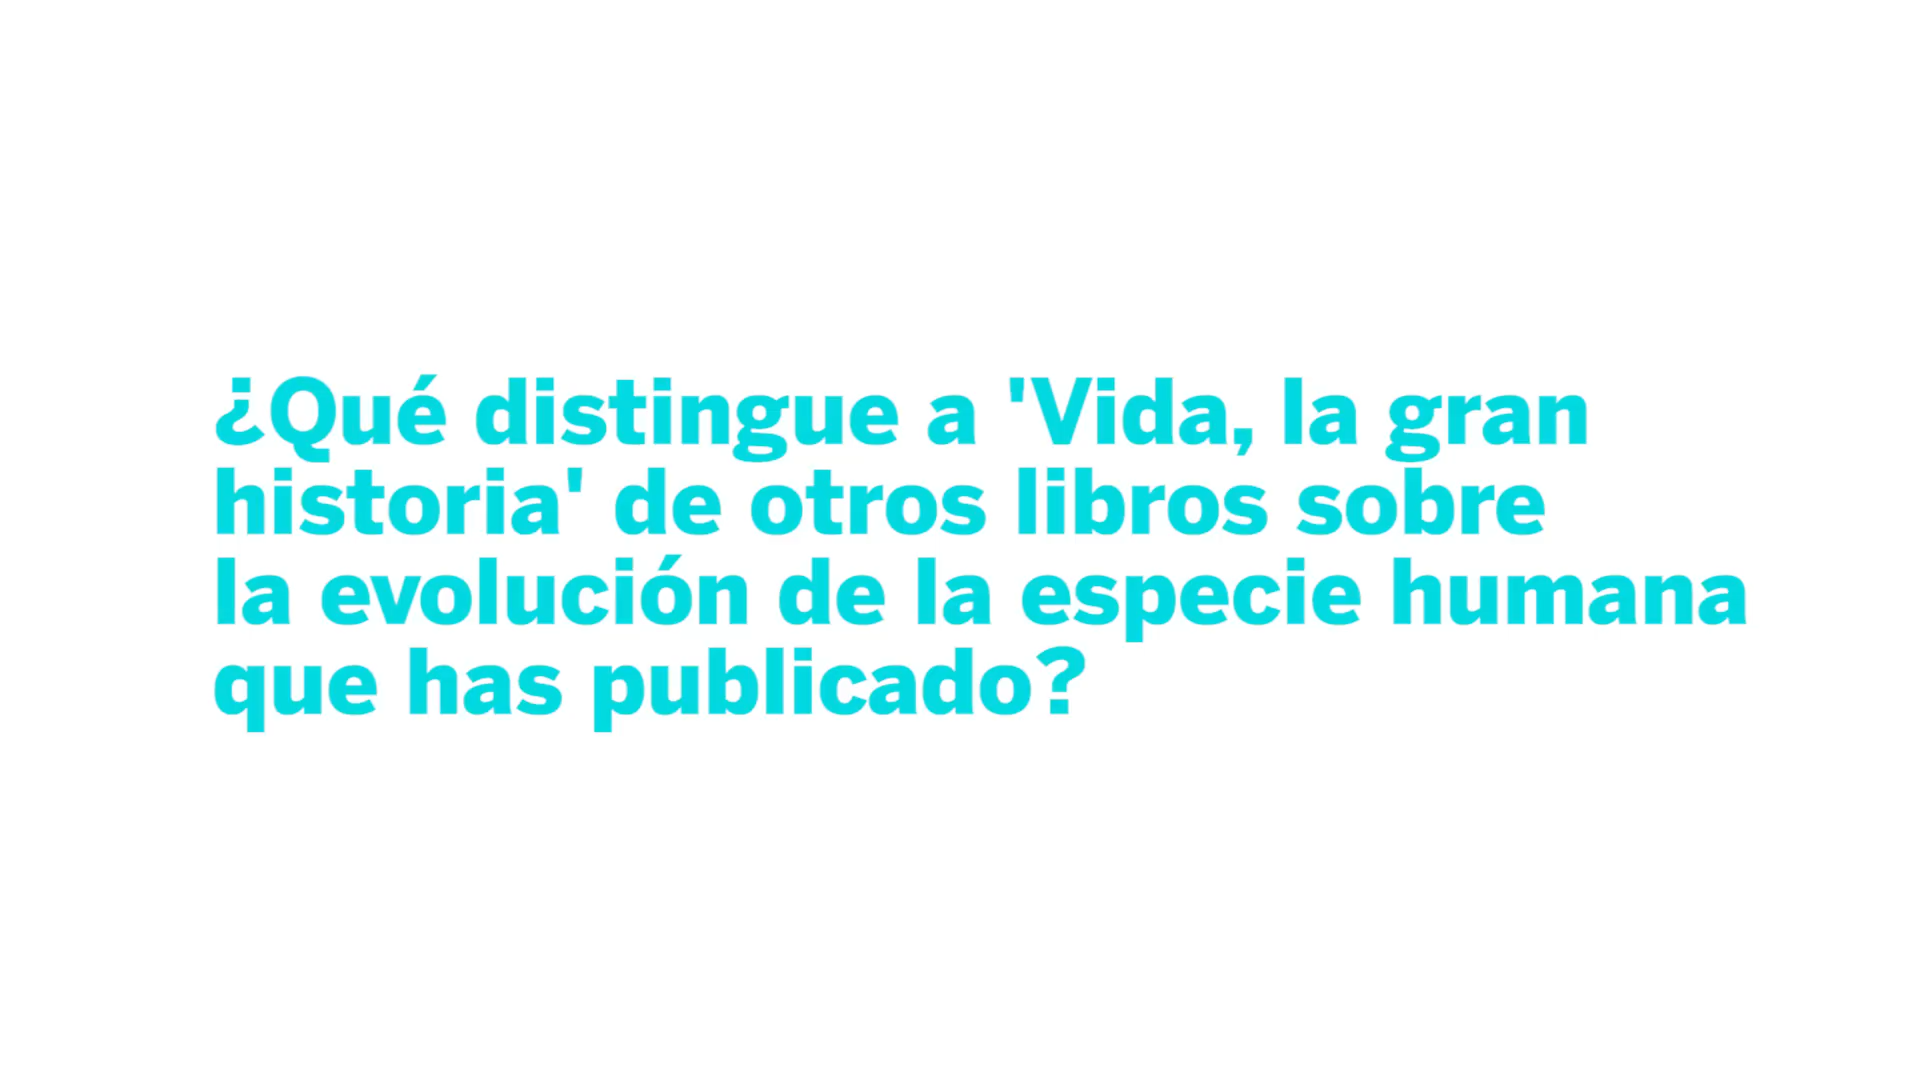 ¿Qué distingue a 'Vida, la gran
historia' de otros libros sobre
la evolución de la especie humana
que has publicado?